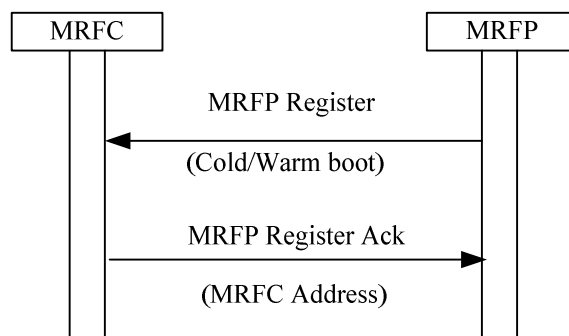 MRFC
MRFP
MRFP Register
(Cold/Warm boot)
MRFP Register Ack
(MRFC Address)